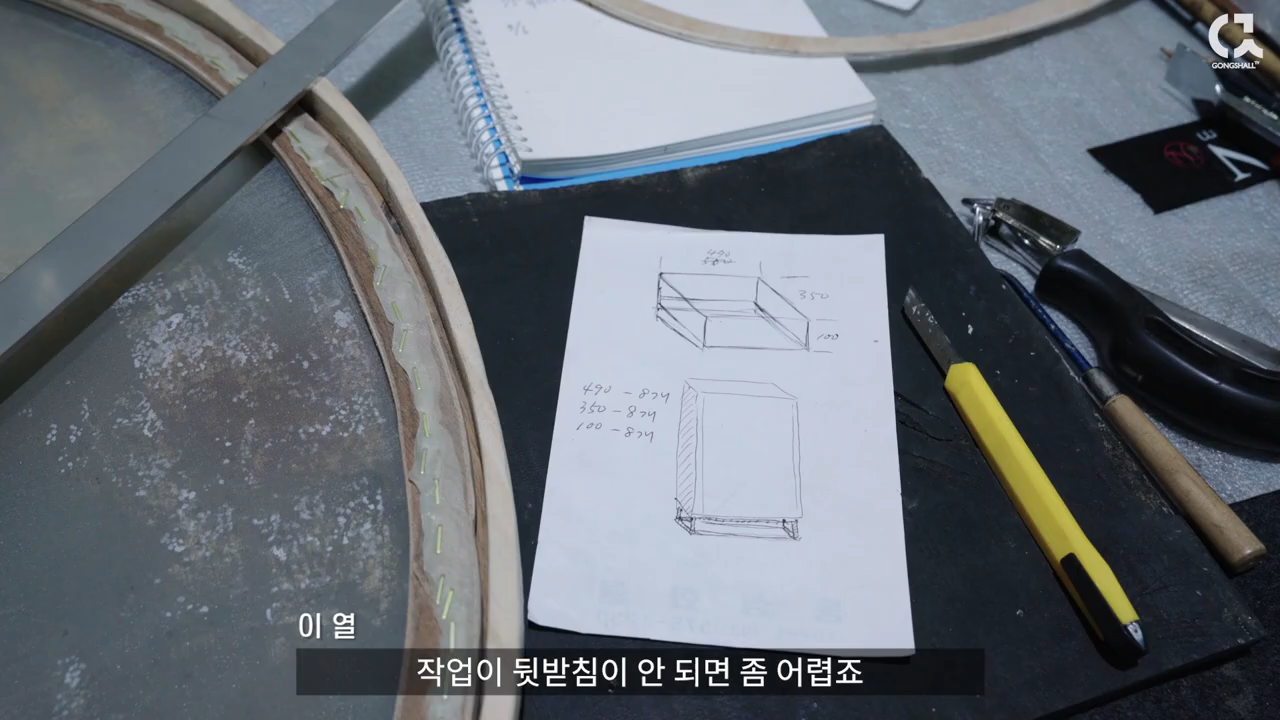 GONGSHALL TV
490
350
100
490 - 8개
350 - 8개
100 - 8개
이 열
작업이 뒷받침이 안 되면 좀 어렵죠